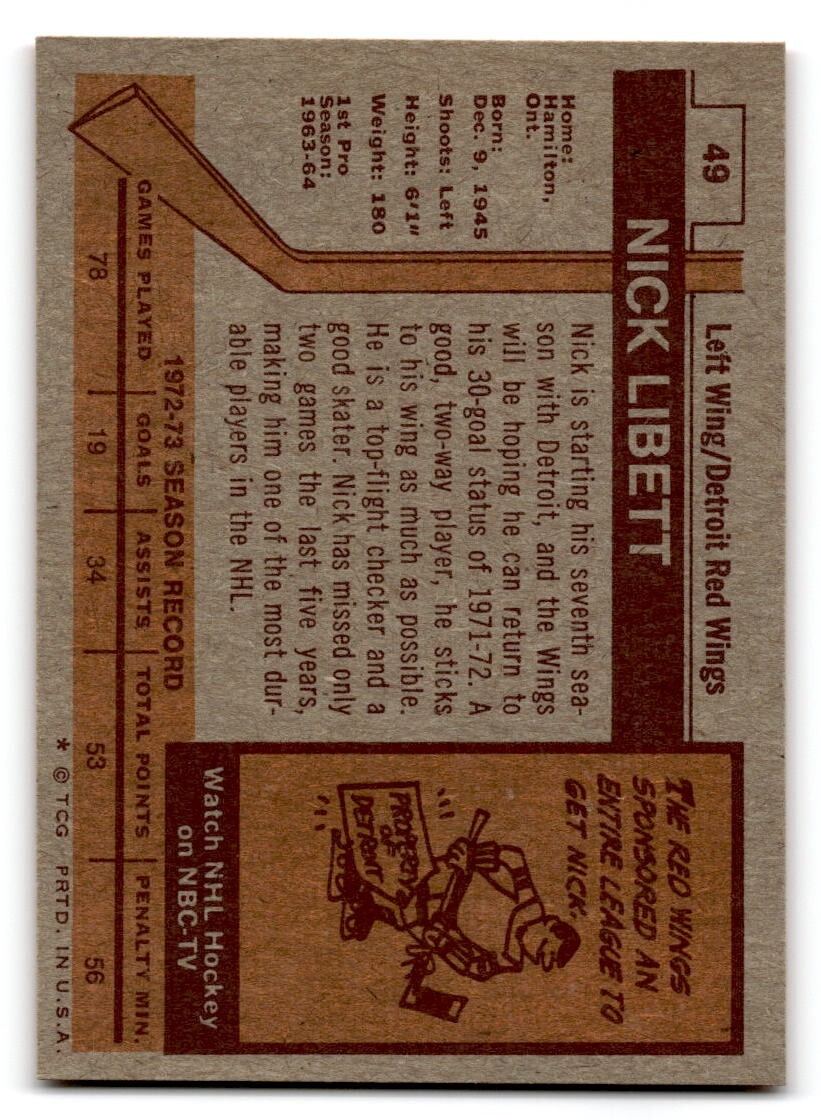 49
Left Wing/Detroit Red Wings
NICK LIBETT
Home:
Hamilton,
Ont.
Born:
Dec. 9, 1945
Shoots: Left
Height: 6'1"
Weight: 180
1st Pro
Season:
1963-64
Nick is starting his seventh sea-
son with Detroit, and the Wings
will be hoping he can return to
his 30-goal status of 1971-72. A
good, two-way player, he sticks
to his wing as much as possible.
He is a top-flight checker and a
good skater. Nick has missed only
two games the last five years,
making him one of the most dur-
able players in the NHL.
THE RED WINGS
SPONSORED AN
ENTIRE LEAGUE TO
GET NICK.
PROPERTY
OF
DETROIT
Watch NHL Hockey
on NBC-TV
1972-73 SEASON RECORD
GAMES PLAYED GOALS ASSISTS TOTAL POINTS PENALTY MIN.
78 19 34 53 56
* © TCG PRTD. IN U.S.A.